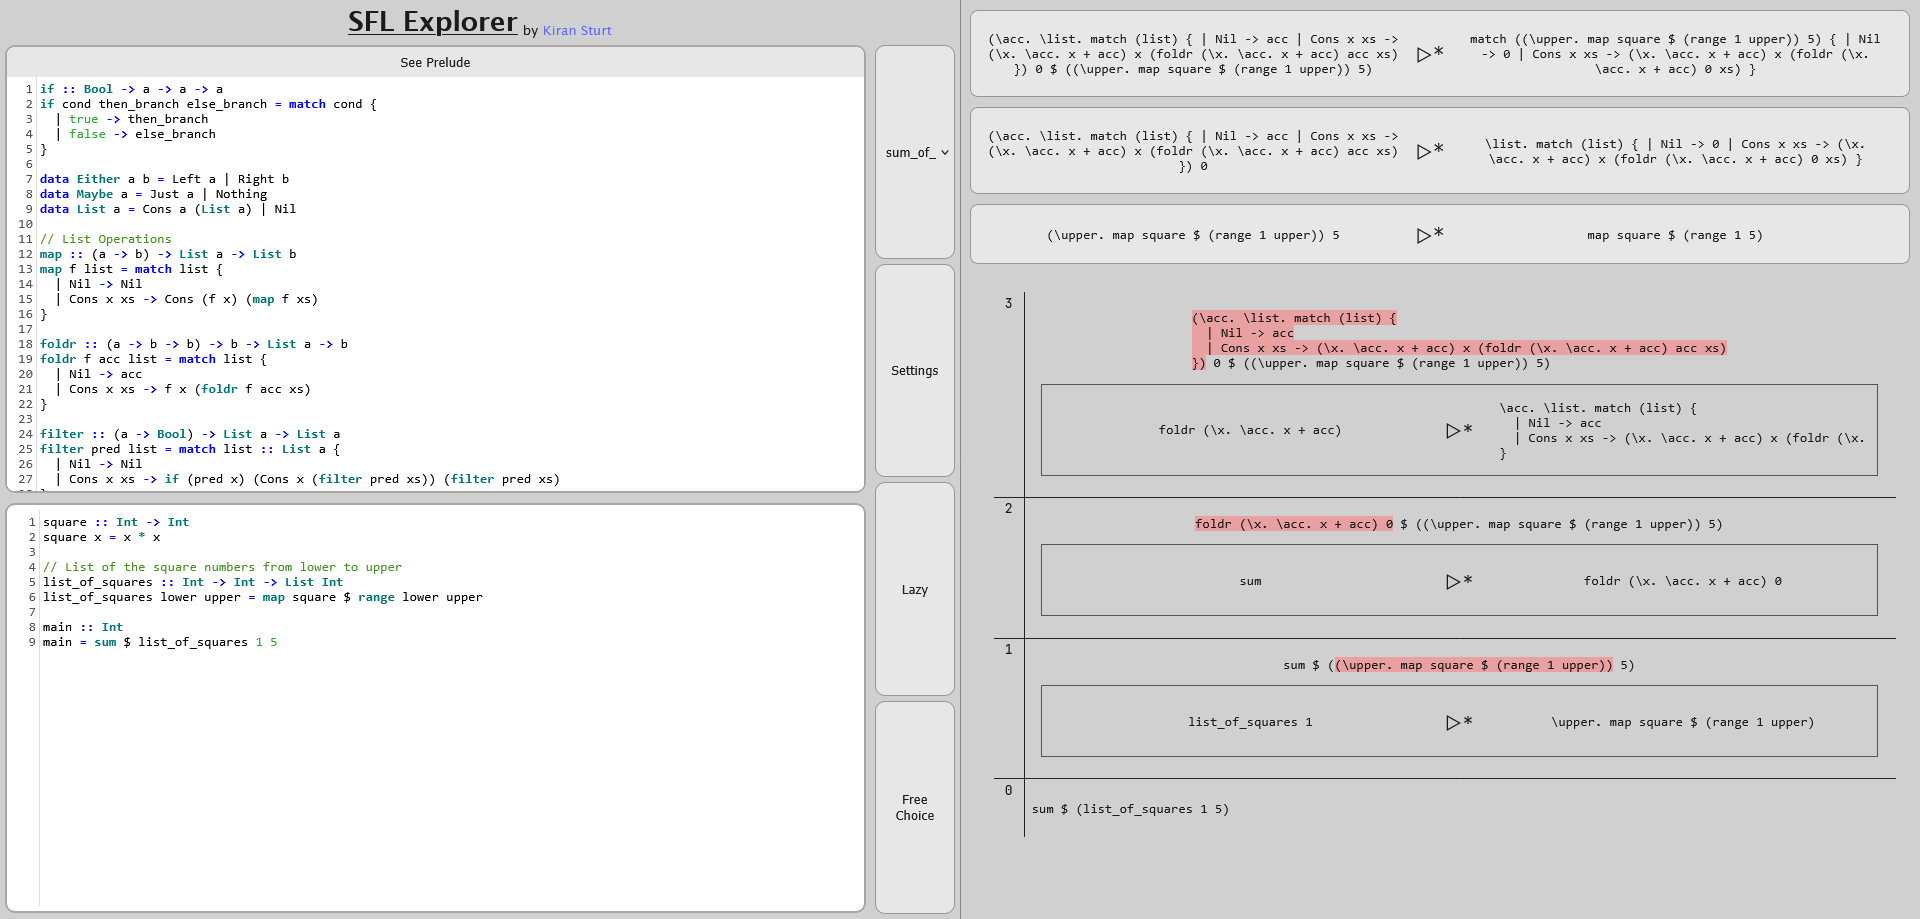 SFL Explorer by Kiran Sturt
See Prelude
1 if :: Bool -> a -> a -> a
2 if cond then_branch else_branch = match cond {
3   | true -> then_branch
4   | false -> else_branch
5 }
6
7 data Either a b = Left a | Right b
8 data Maybe a = Just a | Nothing
9 data List a = Cons a (List a) | Nil
10
11 // List Operations
12 map :: (a -> b) -> List a -> List b
13 map f list = match list {
14   | Nil -> Nil
15   | Cons x xs -> Cons (f x) (map f xs)
16 }
17
18 foldr :: (a -> b -> b) -> b -> List a -> b
19 foldr f acc list = match list {
20   | Nil -> acc
21   | Cons x xs -> f x (foldr f acc xs)
22 }
23
24 filter :: (a -> Bool) -> List a -> List a
25 filter pred list = match list :: List a {
26   | Nil -> Nil
27   | Cons x xs -> if (pred x) (Cons x (filter pred xs)) (filter pred xs)
1 square :: Int -> Int
2 square x = x * x
3
4 // List of the square numbers from lower to upper
5 list_of_squares :: Int -> Int -> List Int
6 list_of_squares lower upper = map square $ range lower upper
7
8 main :: Int
9 main = sum $ list_of_squares 1 5
sum_of_
Settings
Lazy
Free
Choice
(\acc. \list. match (list) { | Nil -> acc | Cons x xs ->
(\x. \acc. x + acc) x (foldr (\x. \acc. x + acc) acc xs)
}) 0 $ ((\upper. map square $ (range 1 upper)) 5)
▷*
match ((\upper. map square $ (range 1 upper)) 5) { | Nil
-> 0 | Cons x xs -> (\x. \acc. x + acc) x (foldr (\x.
\acc. x + acc) 0 xs) }
(\acc. \list. match (list) { | Nil -> acc | Cons x xs ->
(\x. \acc. x + acc) x (foldr (\x. \acc. x + acc) acc xs)
}) 0
▷*
\list. match (list) { | Nil -> 0 | Cons x xs -> (\x.
\acc. x + acc) x (foldr (\x. \acc. x + acc) 0 xs) }
(\upper. map square $ (range 1 upper)) 5 ▷* map square $ (range 1 5)
3
(\acc. \list. match (list) {
  | Nil -> acc
  | Cons x xs -> (\x. \acc. x + acc) x (foldr (\x. \acc. x + acc) acc xs)
}) 0 $ ((\upper. map square $ (range 1 upper)) 5)
foldr (\x. \acc. x + acc)
▷*
\acc. \list. match (list) {
  | Nil -> acc
  | Cons x xs -> (\x. \acc. x + acc) x (foldr (\x.
}
2
foldr (\x. \acc. x + acc) 0 $ ((\upper. map square $ (range 1 upper)) 5)
sum ▷* foldr (\x. \acc. x + acc) 0
1
sum $ ((\upper. map square $ (range 1 upper)) 5)
list_of_squares 1 ▷* \upper. map square $ (range 1 upper)
0
sum $ (list_of_squares 1 5)